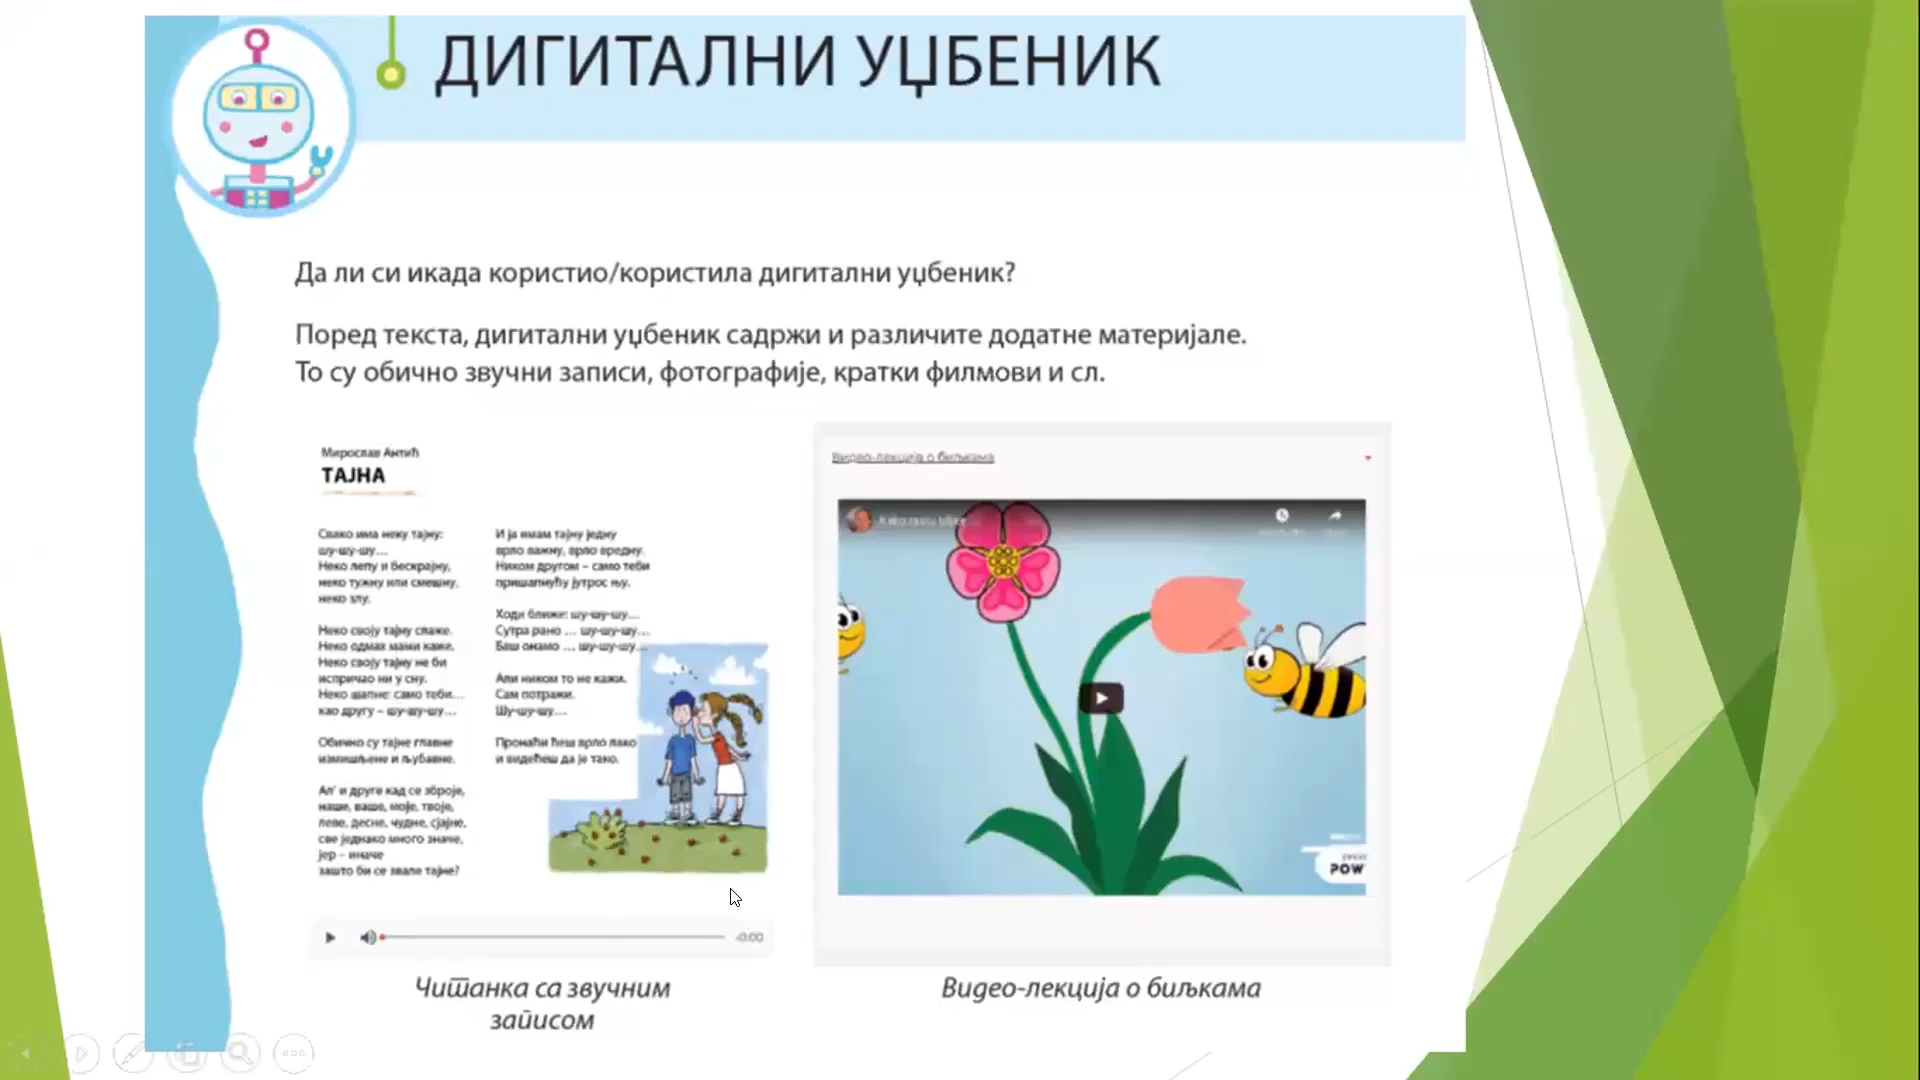 ДИГИТАЛНИ УЏБЕНИК
Да ли си икада користио/користила дигитални уџбеник?
Поред текста, дигитални уџбеник садржи и различите додатне материјале.
То су обично звучни записи, фотографије, кратки филмови и сл.
Мирослав Антић
ТАЈНА
Свако има неку тајну:
шу-шу-шу...
Неко лепу и бескрајну,
неко тужну или смешну,
неко злу.
Неко своју тајну слаже.
Неко одмах мами каже.
Неко своју тајну не би
испричао ни у сну.
Неко шапне: само теби...
као другу – шу-шу-шу...
Обично су тајне главне
измишљене и љубавне.
Ал' и друге кад се зброје,
наше, ваше, моје, твоје,
леве, десне, чудне, сјајне,
све једнако много значе,
јер – иначе
зашто би се звале тајне?
И ја имам тајну једну
врло важну, врло вредну.
Ником другом – само теби
пришапнућу јутрос њу.
Ходи ближе: шу-шу-шу...
Сутра рано ... шу-шу-шу...
Баш онамо ... шу-шу-шу...
Али ником то не кажи.
Сам потражи.
Шу-шу-шу...
Пронаћи ћеш врло лако
и видећеш да је тако.
-0:00
Читанка са звучним
записом
Видео-лекција о биљкама
POW
Видео-лекција о биљкама